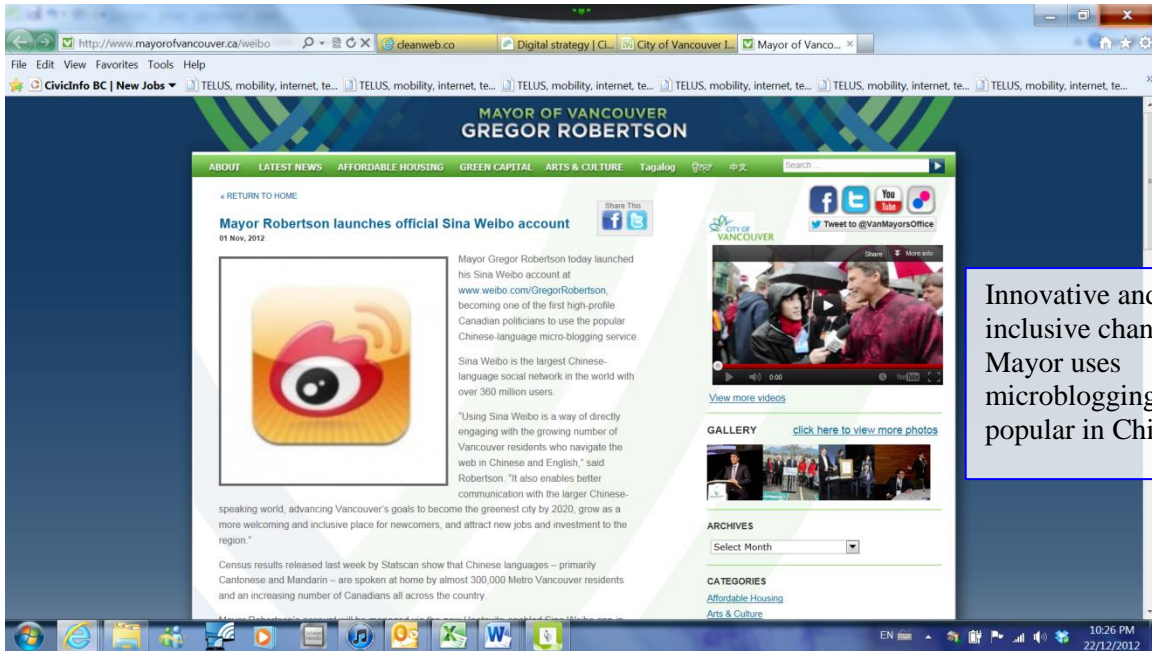 http://www.mayorofvancouver.ca/weibo
cleanweb.co
Digital strategy | Ci...
City of Vancouver I...
Mayor of Vanco...
File Edit View Favorites Tools Help
CivicInfo BC | New Jobs
TELUS, mobility, internet, te...
TELUS, mobility, internet, te...
TELUS, mobility, internet, te...
TELUS, mobility, internet, te...
TELUS, mobility, internet, te...
TELUS, mobility, internet, te...
MAYOR OF VANCOUVER
GREGOR ROBERTSON
ABOUT LATEST NEWS AFFORDABLE HOUSING GREEN CAPITAL ARTS & CULTURE Tagalog 中文
Search ...
« RETURN TO HOME
Mayor Robertson launches official Sina Weibo account
01 Nov, 2012
Share This
Mayor Gregor Robertson today launched
his Sina Weibo account at
www.weibo.com/GregorRobertson,
becoming one of the first high-profile
Canadian politicians to use the popular
Chinese-language micro-blogging service.
Sina Weibo is the largest Chinese-
language social network in the world with
over 360 million users.
"Using Sina Weibo is a way of directly
engaging with the growing number of
Vancouver residents who navigate the
web in Chinese and English," said
Robertson. "It also enables better
communication with the larger Chinese-
speaking world, advancing Vancouver's goals to become the greenest city by 2020, grow as a
more welcoming and inclusive place for newcomers, and attract new jobs and investment to the
region."
Census results released last week by Statscan show that Chinese languages – primarily
Cantonese and Mandarin – are spoken at home by almost 300,000 Metro Vancouver residents
and an increasing number of Canadians all across the country.
You Tube
CITY OF
VANCOUVER
Tweet to @VanMayorsOffice
Share More info
0:00
View more videos
GALLERY click here to view more photos
ARCHIVES
Select Month
CATEGORIES
Affordable Housing
Arts & Culture
Innovative and
inclusive chan
Mayor uses
microblogging
popular in Chi
EN
10:26 PM
22/12/2012